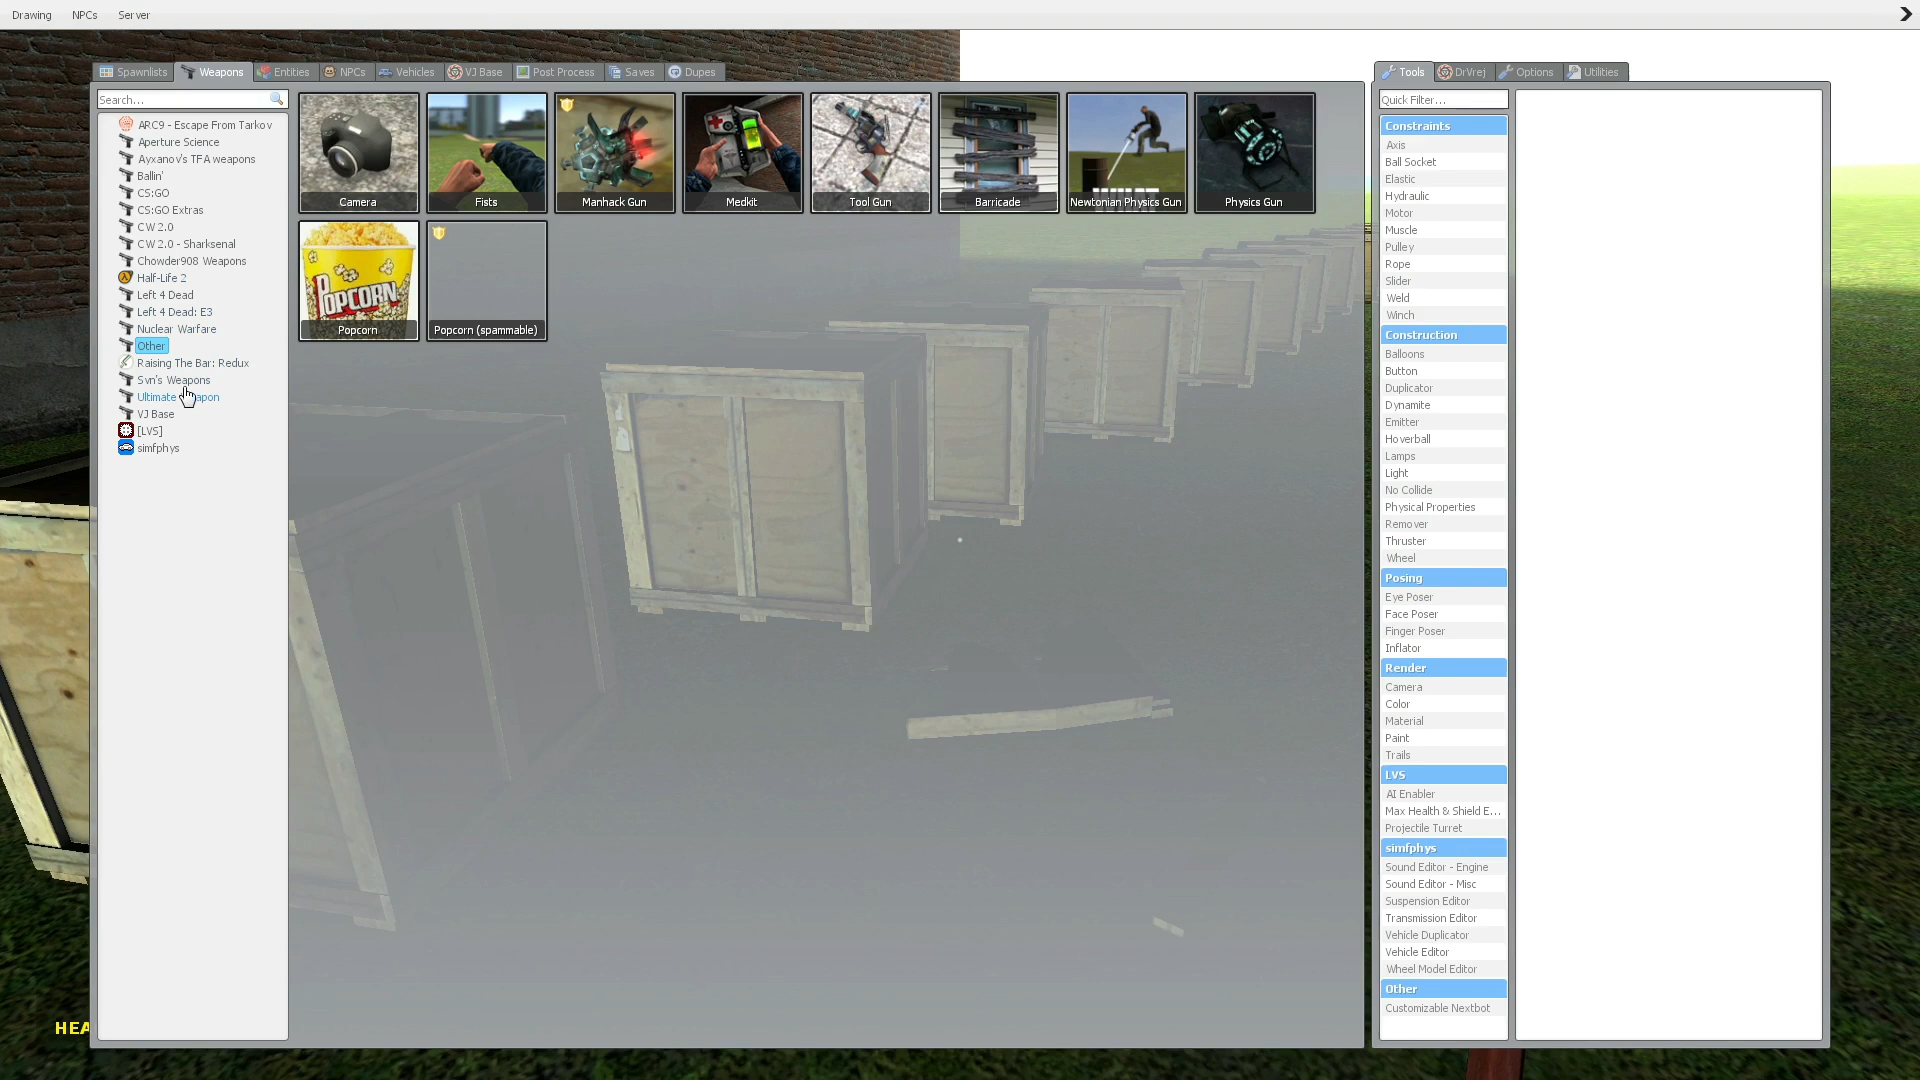 Drawing NPCs Server
Spawnlists Weapons Entities NPCs Vehicles VJ Base Post Process Saves Dupes
Search...
ARC9 - Escape From Tarkov
Aperture Science
Ayxanov's TFA weapons
Ballin'
CS:GO
CS:GO Extras
CW 2.0
CW 2.0 - Sharksenal
Chowder908 Weapons
Half-Life 2
Left 4 Dead
Left 4 Dead: E3
Nuclear Warfare
Other
Raising The Bar: Redux
Svn's Weapons
Ultimate
VJ Base
[LVS]
simfphys
Camera Fists Manhack Gun Medkit Tool Gun Barricade Newtonian Physics Gun Physics Gun
POPCORN
Popcorn Popcorn (spammable)
Tools DrVrej Options Utilities
Quick Filter...
Constraints
Axis
Ball Socket
Elastic
Hydraulic
Motor
Muscle
Pulley
Rope
Slider
Weld
Winch
Construction
Balloons
Button
Duplicator
Dynamite
Emitter
Hoverball
Lamps
Light
No Collide
Physical Properties
Remover
Thruster
Wheel
Posing
Eye Poser
Face Poser
Finger Poser
Inflator
Render
Camera
Color
Material
Paint
Trails
LVS
AI Enabler
Max Health & Shield E...
Projectile Turret
simfphys
Sound Editor - Engine
Sound Editor - Misc
Suspension Editor
Transmission Editor
Vehicle Duplicator
Vehicle Editor
Wheel Model Editor
Other
Customizable Nextbot
HEA